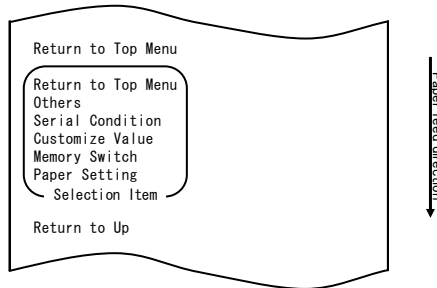 Return to Top Menu
Return to Top Menu
Others
Serial Condition
Customize Value
Memory Switch
Paper Setting
Selection Item
Return to Up
Paper feed direction